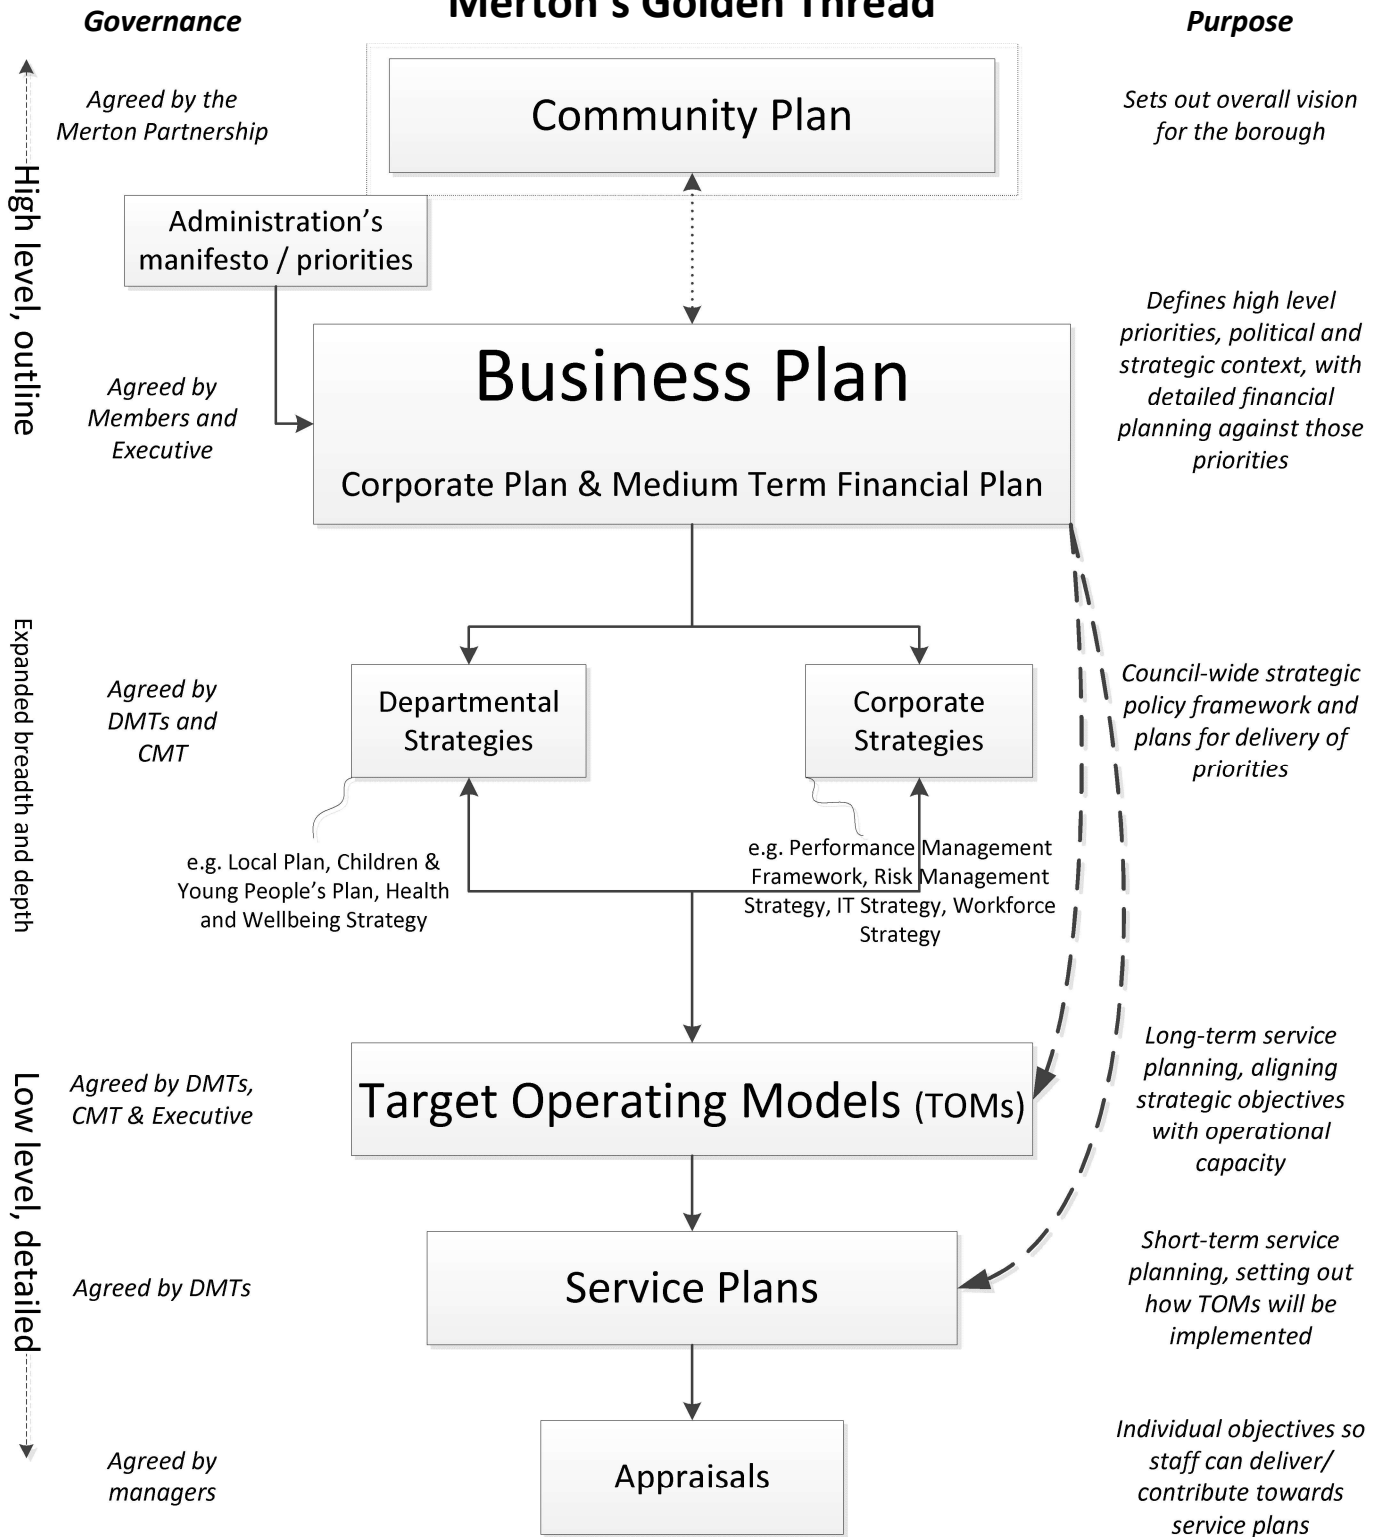 Merton's Golden Thread
Governance
Purpose
Agreed by the
Merton Partnership
Community Plan
Sets out overall vision
for the borough
High level, outline
Administration's
manifesto / priorities
Agreed by
Members and
Executive
Business Plan
Corporate Plan & Medium Term Financial Plan
Defines high level
priorities, political and
strategic context, with
detailed financial
planning against those
priorities
Expanded breadth and depth
Agreed by
DMTs and
CMT
Departmental
Strategies
Corporate
Strategies
Council-wide strategic
policy framework and
plans for delivery of
priorities
e.g. Local Plan, Children &
Young People's Plan, Health
and Wellbeing Strategy
e.g. Performance Management
Framework, Risk Management
Strategy, IT Strategy, Workforce
Strategy
Low level, detailed
Agreed by DMTs,
CMT & Executive
Target Operating Models (TOMs)
Long-term service
planning, aligning
strategic objectives
with operational
capacity
Agreed by DMTs
Service Plans
Short-term service
planning, setting out
how TOMs will be
implemented
Agreed by
managers
Appraisals
Individual objectives so
staff can deliver/
contribute towards
service plans